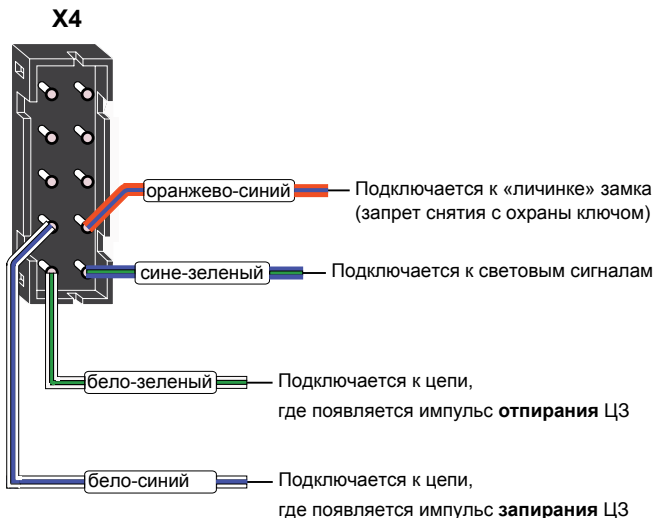 X4
оранжево-синий
Подключается к «личинке» замка
(запрет снятия с охраны ключом)
сине-зеленый
Подключается к световым сигналам
бело-зеленый
Подключается к цепи,
где появляется импульс отпирания ЦЗ
бело-синий
Подключается к цепи,
где появляется импульс запирания ЦЗ